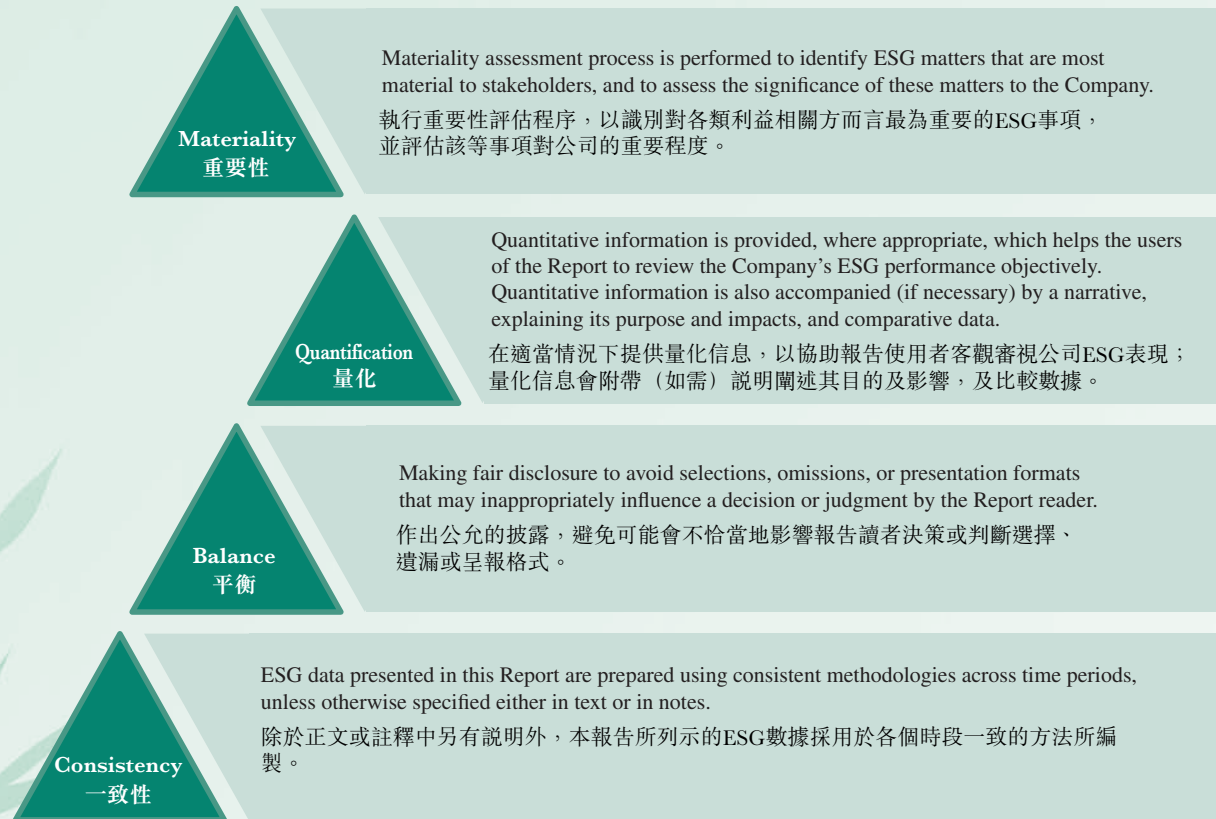 Materiality
重要性
Materiality assessment process is performed to identify ESG matters that are most
material to stakeholders, and to assess the significance of these matters to the Company.
執行重要性評估程序，以識別對各類利益相關方而言最為重要的ESG事項，
並評估該等事項對公司的重要程度。
Quantification
量化
Quantitative information is provided, where appropriate, which helps the users
of the Report to review the Company’s ESG performance objectively.
Quantitative information is also accompanied (if necessary) by a narrative,
explaining its purpose and impacts, and comparative data.
在適當情況下提供量化信息，以協助報告使用者客觀審視公司ESG表現；
量化信息會附帶（如需）説明闡述其目的及影響，及比較數據。
Balance
平衡
Making fair disclosure to avoid selections, omissions, or presentation formats
that may inappropriately influence a decision or judgment by the Report reader.
作出公允的披露，避免可能會不恰當地影響報告讀者決策或判斷選擇、
遺漏或呈報格式。
Consistency
一致性
ESG data presented in this Report are prepared using consistent methodologies across time periods,
unless otherwise specified either in text or in notes.
除於正文或註釋中另有説明外，本報告所列示的ESG數據採用於各個時段一致的方法所編
製。